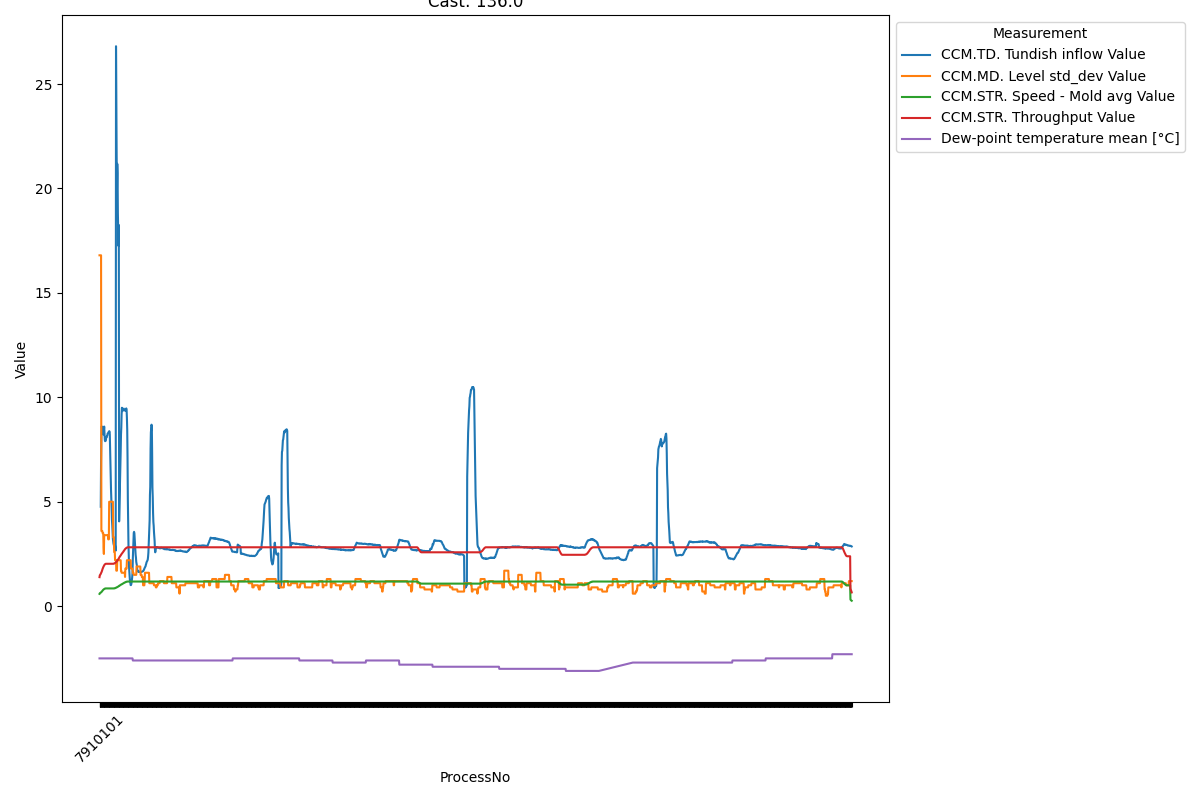 Cast: 136.0
Measurement
CCM.TD. Tundish inflow Value
CCM.MD. Level std_dev Value
CCM.STR. Speed - Mold avg Value
CCM.STR. Throughput Value
Dew-point temperature mean [°C]
25
20
15
10
5
0
Value
7910101
ProcessNo